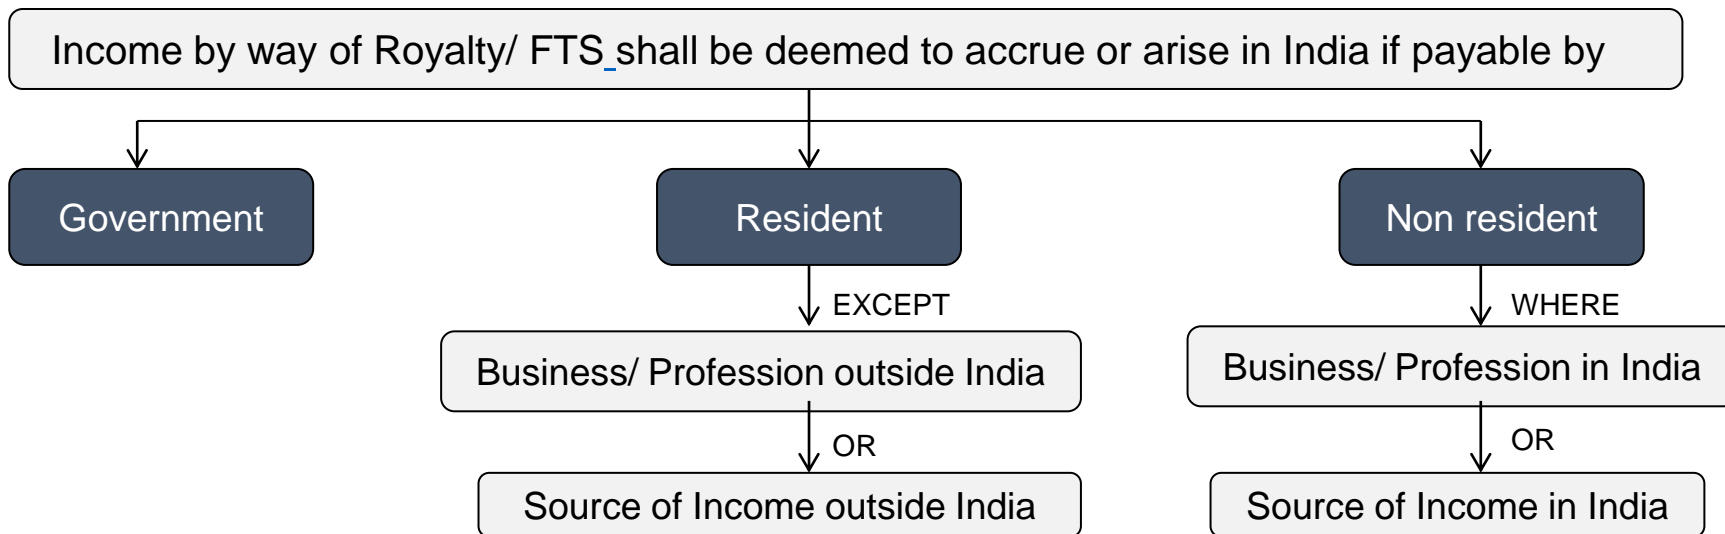 Income by way of Royalty/ FTS shall be deemed to accrue or arise in India if payable by
Government
Resident
Non resident
EXCEPT
WHERE
Business/ Profession outside India
Business/ Profession in India
OR
OR
Source of Income outside India
Source of Income in India